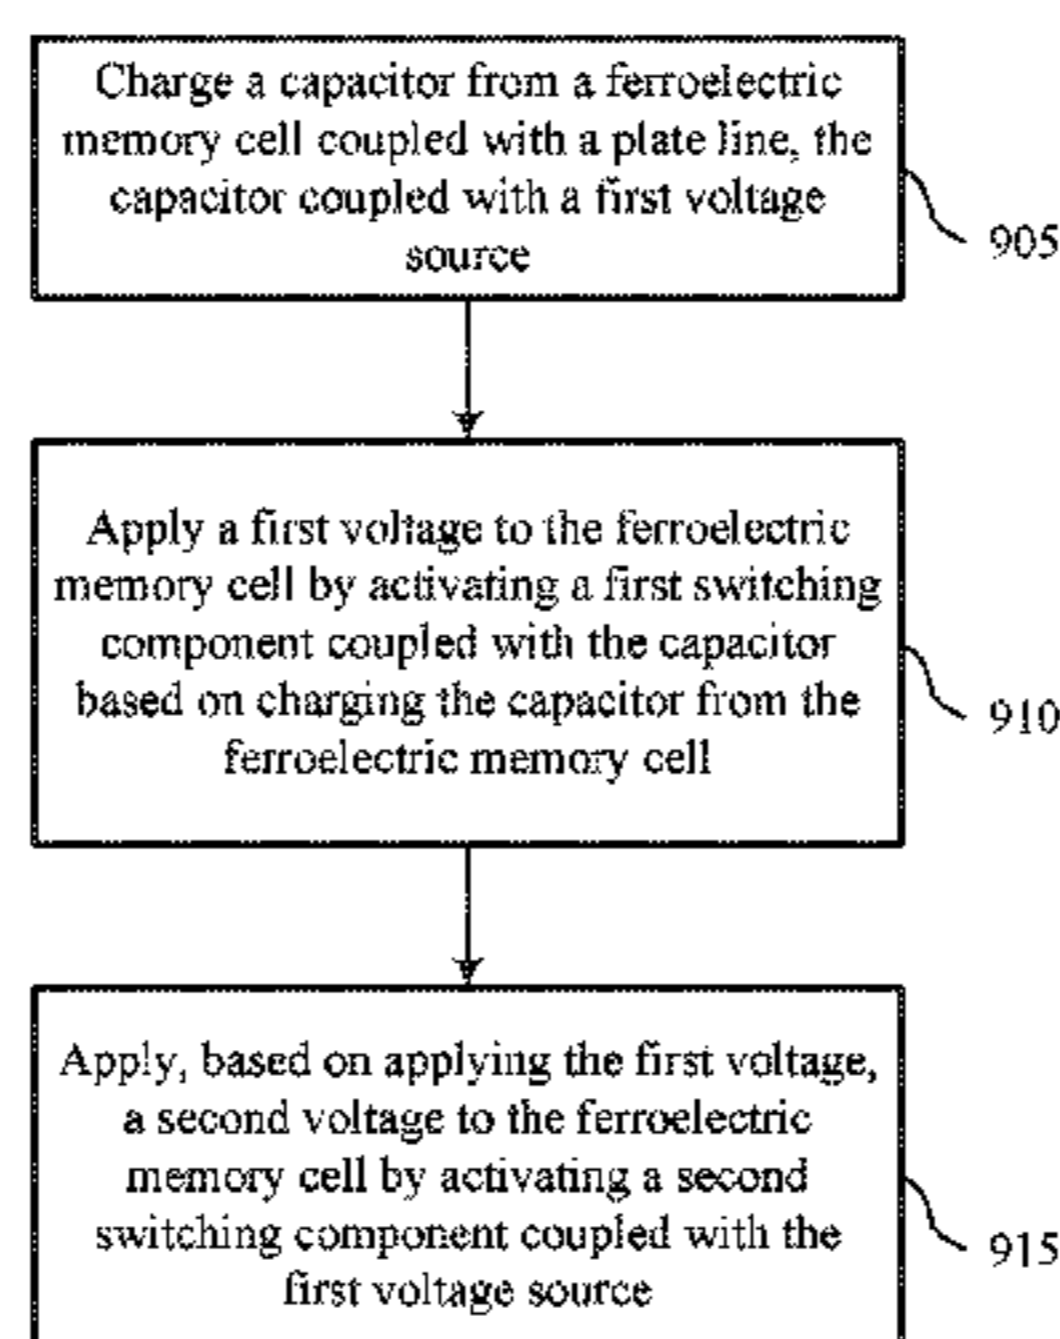 Charge a capacitor from a ferroelectric
memory cell coupled with a plate line, the
capacitor coupled with a first voltage
source
905
Apply a first voltage to the ferroelectric
memory cell by activating a first switching
component coupled with the capacitor
based on charging the capacitor from the
ferroelectric memory cell
910
Apply, based on applying the first voltage,
a second voltage to the ferroelectric
memory cell by activating a second
switching component coupled with the
first voltage source
915